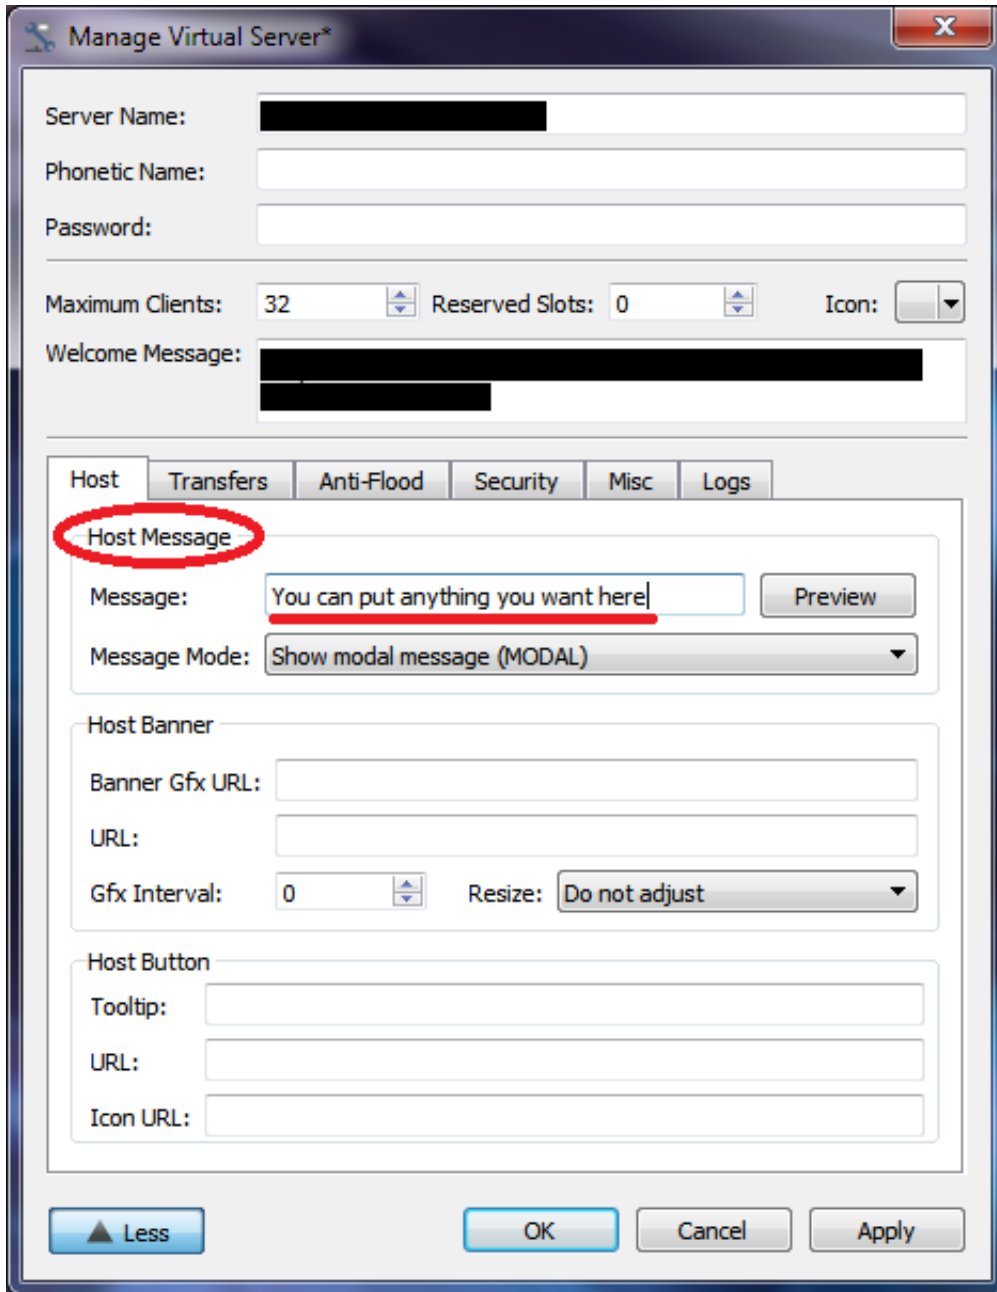 Manage Virtual Server*
Server Name:
Phonetic Name:
Password:
Maximum Clients: 32 Reserved Slots: 0 Icon:
Welcome Message:
Host Transfers Anti-Flood Security Misc Logs
Host Message
Message: You can put anything you want here Preview
Message Mode: Show modal message (MODAL)
Host Banner
Banner Gfx URL:
URL:
Gfx Interval: 0 Resize: Do not adjust
Host Button
Tooltip:
URL:
Icon URL:
Less OK Cancel Apply